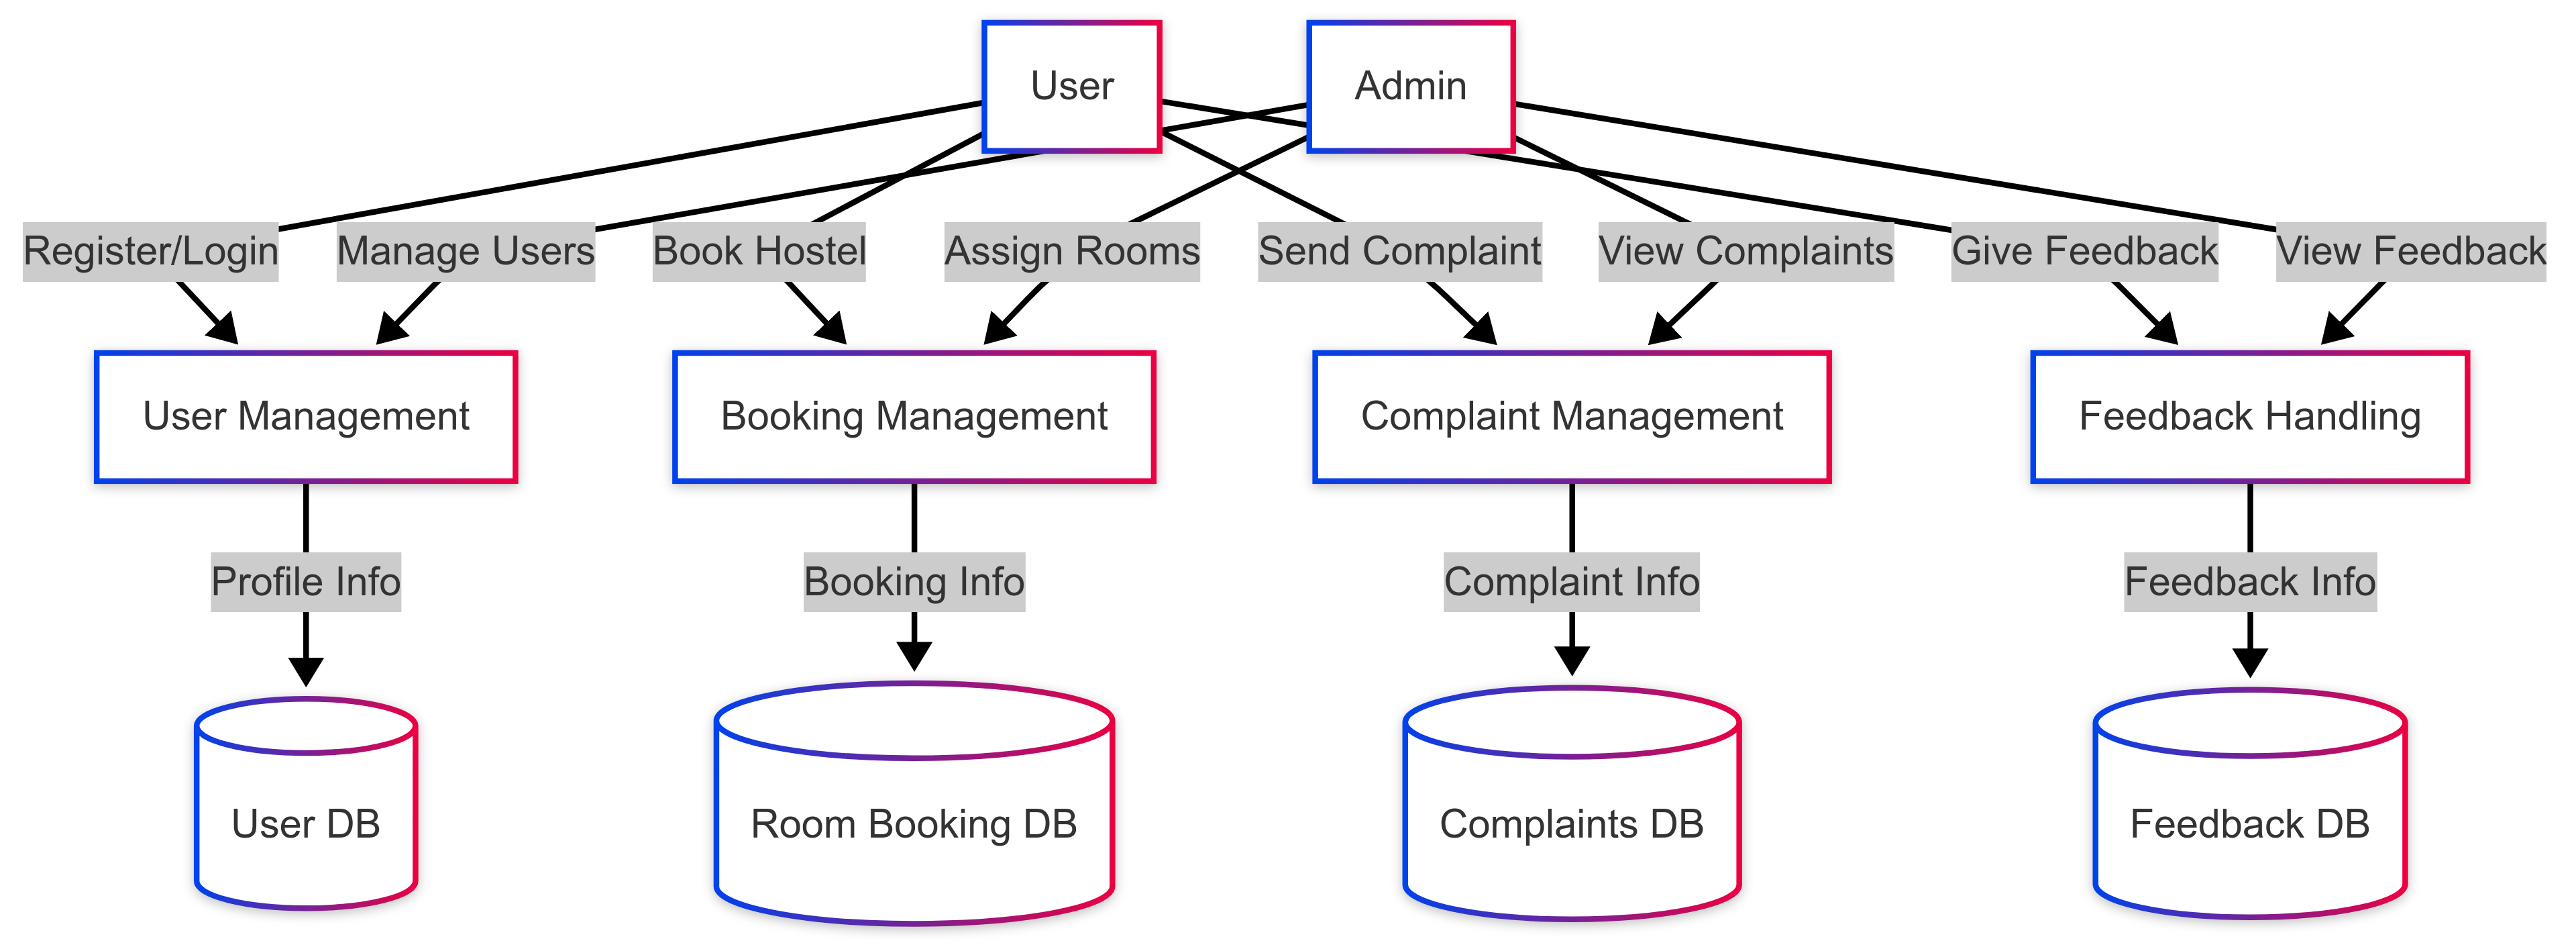 User
Admin
Register/Login
Manage Users
Book Hostel
Assign Rooms
Send Complaint
View Complaints
Give Feedback
View Feedback
User Management
Booking Management
Complaint Management
Feedback Handling
Profile Info
Booking Info
Complaint Info
Feedback Info
User DB
Room Booking DB
Complaints DB
Feedback DB